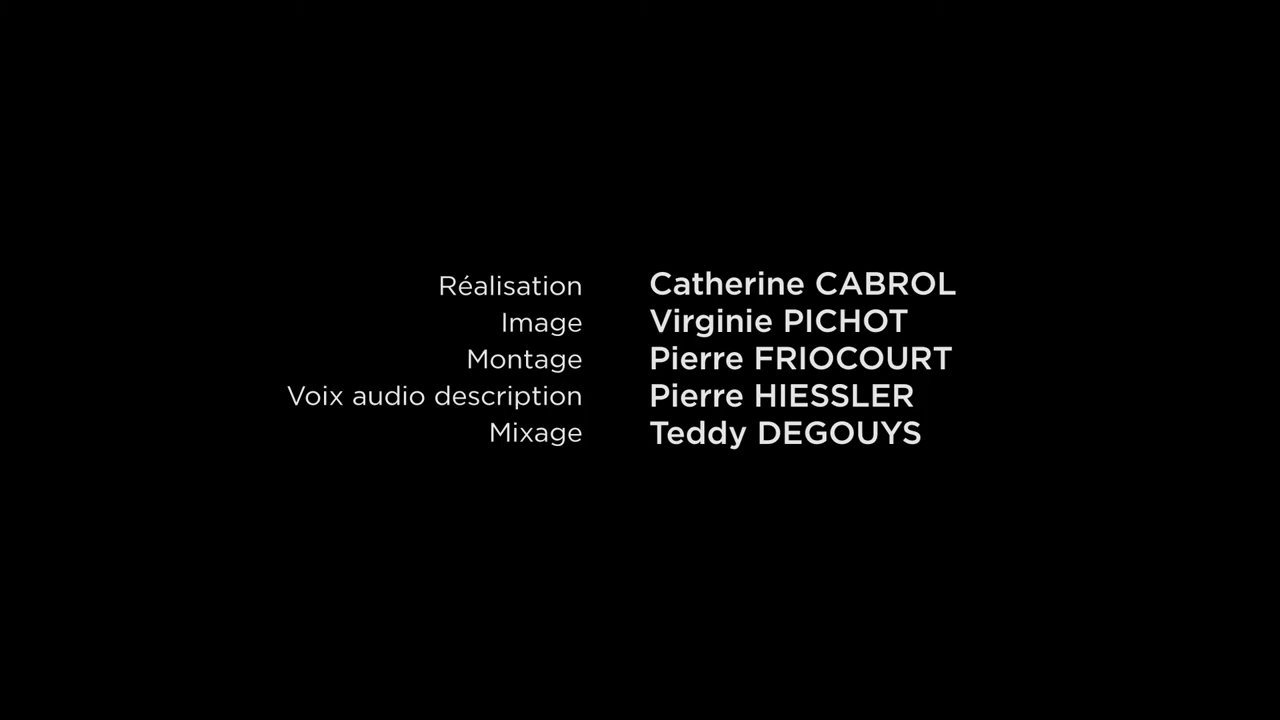 Réalisation Catherine CABROL
Image Virginie PICHOT
Montage Pierre FRIOCOURT
Voix audio description Pierre HIESSLER
Mixage Teddy DEGOUYS